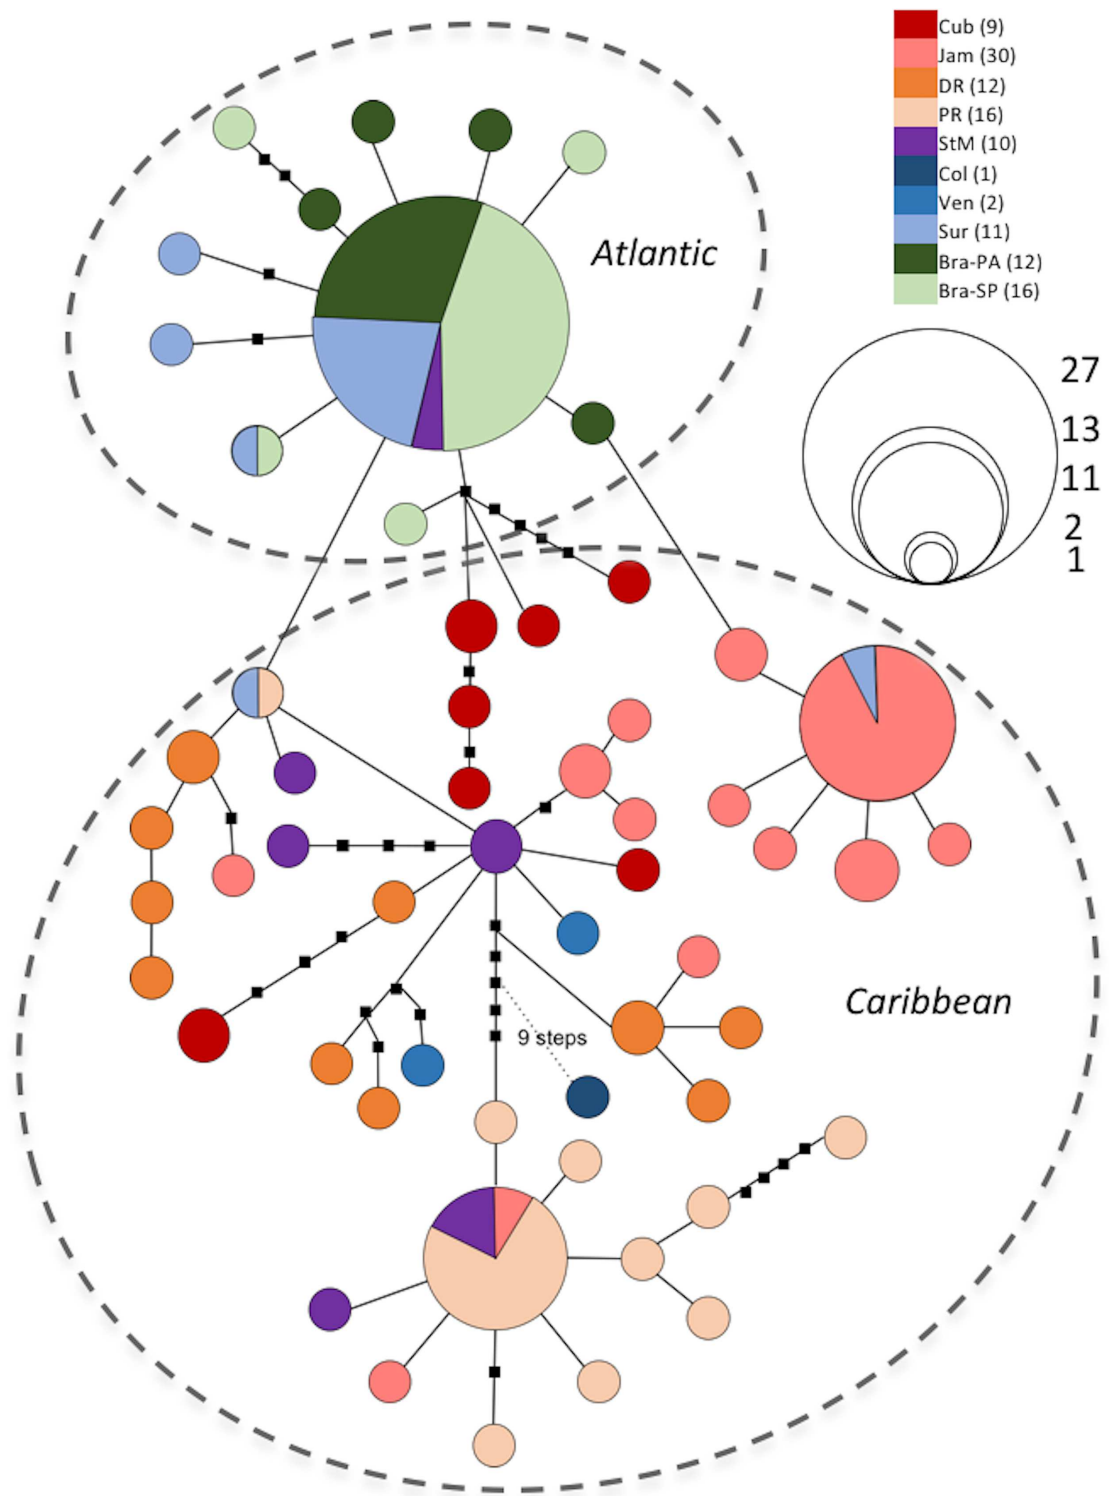 Cub (9)
Jam (30)
DR (12)
PR (16)
StM (10)
Col (1)
Ven (2)
Sur (11)
Bra-PA (12)
Bra-SP (16)
Atlantic
27
13
11
2
1
Caribbean
9 steps